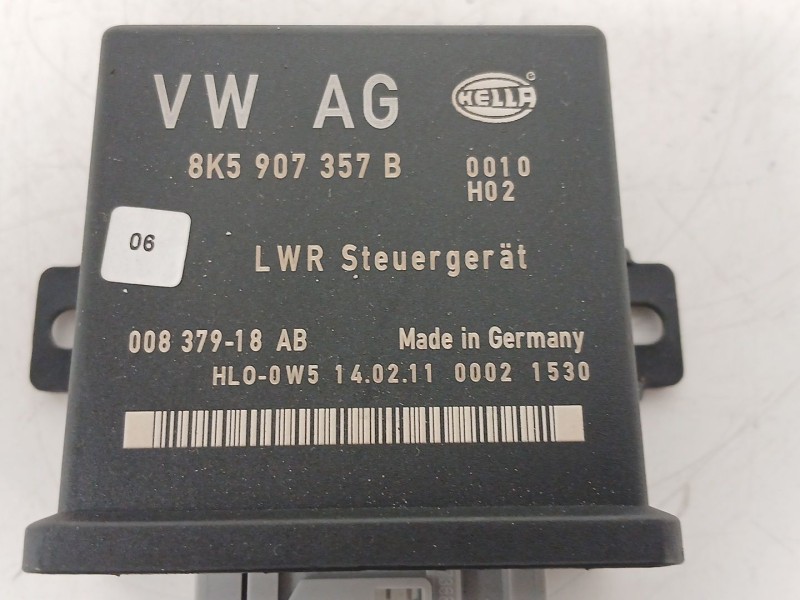 VW AG
HELLA ®
8K5 907 357 B 0010
H02
06
LWR Steuergerät
008 379-18 AB Made in Germany
HLO-0W5 14.02.11 0002 1530